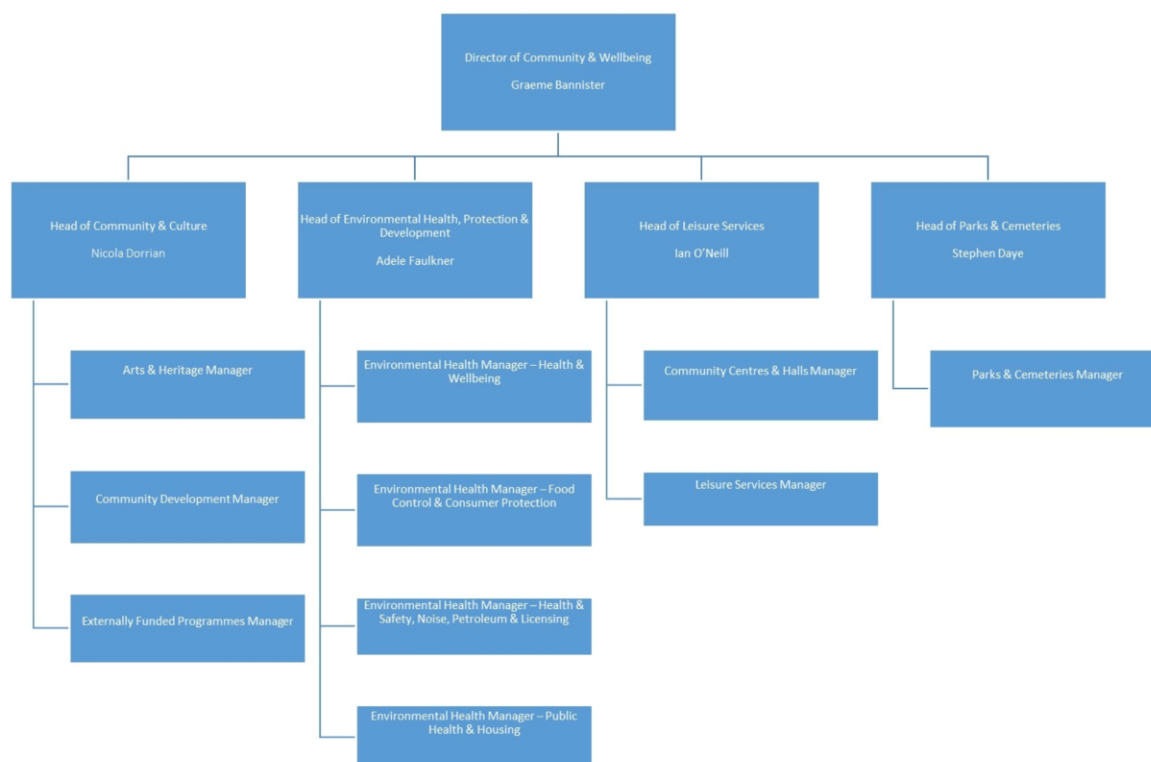 Director of Community & Wellbeing
Graeme Bannister
Head of Community & Culture
Nicola Dorrian
Head of Environmental Health, Protection &
Development
Adele Faulkner
Head of Leisure Services
Ian O’Neill
Head of Parks & Cemeteries
Stephen Daye
Arts & Heritage Manager
Community Development Manager
Externally Funded Programmes Manager
Environmental Health Manager – Health &
Wellbeing
Environmental Health Manager – Food
Control & Consumer Protection
Environmental Health Manager – Health &
Safety, Noise, Petroleum & Licensing
Environmental Health Manager – Public
Health & Housing
Community Centres & Halls Manager
Leisure Services Manager
Parks & Cemeteries Manager